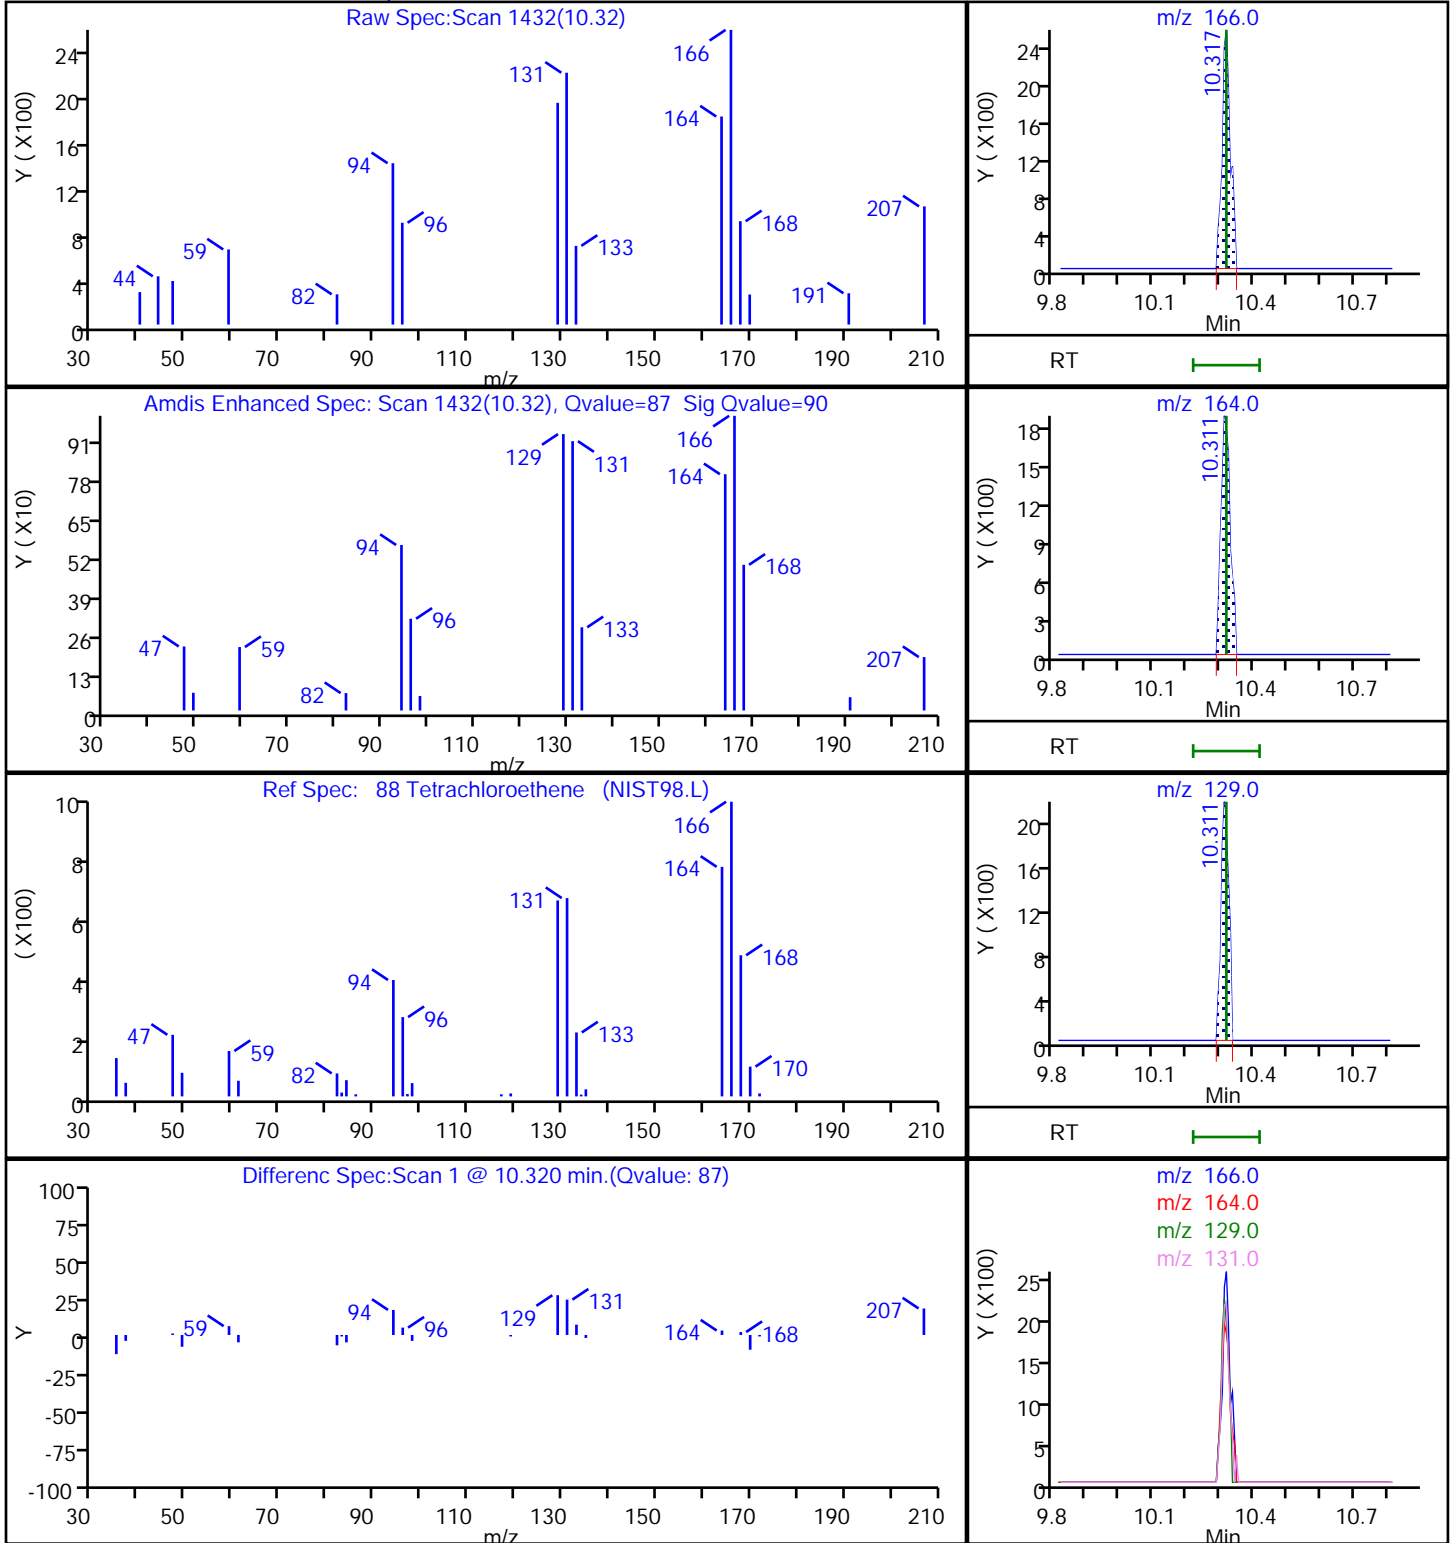 Raw Spec:Scan 1432(10.32)
Y ( X100)
24
20
16
12
8
4
0
44
59
82
94
96
131
133
164
166
168
191
207
30 50 70 90 110 130 150 170 190 210
m/z
m/z 166.0
Y ( X100)
24
20
16
12
8
4
0
10.317
9.8 10.1 10.4 10.7
Min
RT
Amdis Enhanced Spec: Scan 1432(10.32), Qvalue=87 Sig Qvalue=90
Y ( X10)
91
78
65
52
39
26
13
0
47
59
82
94
96
129
131
133
164
166
168
207
30 50 70 90 110 130 150 170 190 210
m/z
m/z 164.0
Y ( X100)
18
15
12
9
6
3
0
10.311
9.8 10.1 10.4 10.7
Min
RT
Ref Spec: 88 Tetrachloroethene (NIST98.L)
( X100)
10
8
6
4
2
0
47
59
82
94
96
131
133
164
166
168
170
30 50 70 90 110 130 150 170 190 210
m/z 129.0
Y ( X100)
20
16
12
8
4
0
10.311
9.8 10.1 10.4 10.7
Min
RT
Differenc Spec:Scan 1 @ 10.320 min.(Qvalue: 87)
Y
100
75
50
25
0
-25
-50
-75
-100
59
94
96
129
131
164
168
207
30 50 70 90 110 130 150 170 190 210
m/z
m/z 166.0
m/z 164.0
m/z 129.0
m/z 131.0
Y ( X100)
25
20
15
10
5
0
9.8 10.1 10.4 10.7
Min